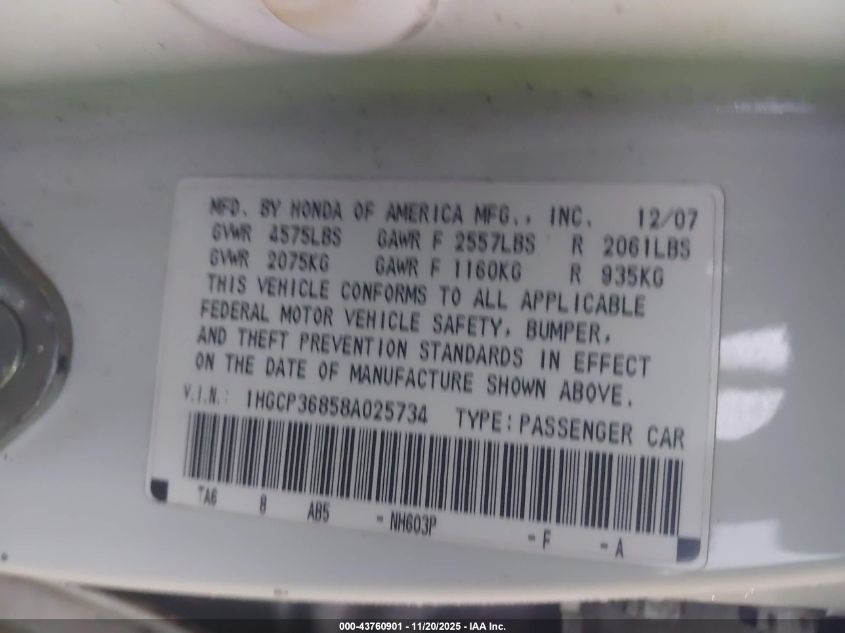 MFD. BY HONDA OF AMERICA MFG., INC. 12/07
GVWR 4575LBS GAWR F 2557LBS R 2061LBS
GVWR 2075KG GAWR F 1160KG R 935KG
THIS VEHICLE CONFORMS TO ALL APPLICABLE
FEDERAL MOTOR VEHICLE SAFETY, BUMPER,
AND THEFT PREVENTION STANDARDS IN EFFECT
ON THE DATE OF MANUFACTURE SHOWN ABOVE.
V.I.N.: 1HGCP36858A025734 TYPE: PASSENGER CAR
TA6 8 AB5 - NH603P - F - A
000-43760901 - 11/20/2025 - IAA Inc.